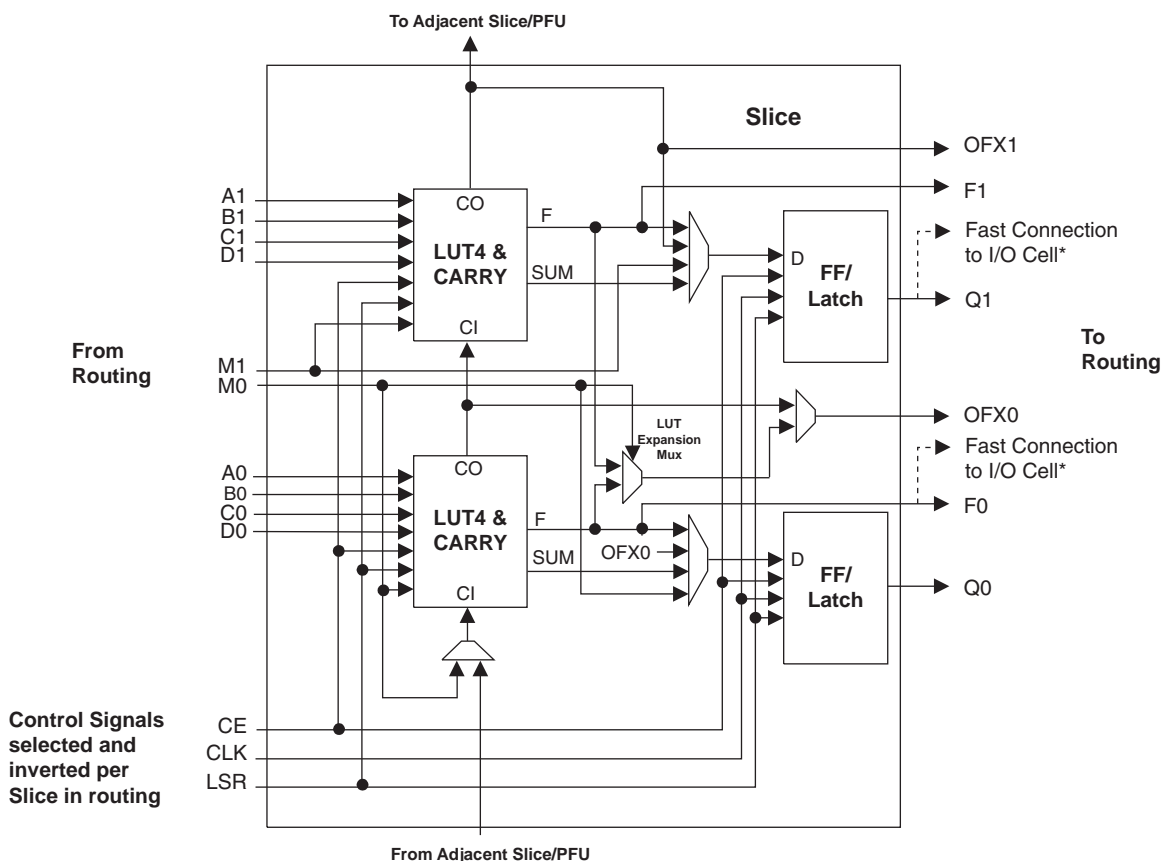 To Adjacent Slice/PFU
Slice
OFX1
F1
Fast Connection
to I/O Cell*
Q1
A1
B1
C1
D1
CO
LUT4 &
CARRY
CI
F
SUM
D
FF/
Latch
From
Routing
To
Routing
M1
M0
OFX0
LUT
Expansion
Mux
Fast Connection
to I/O Cell*
F0
A0
B0
C0
D0
CO
LUT4 &
CARRY
CI
F
SUM
OFX0
D
FF/
Latch
Q0
Control Signals
selected and
inverted per
Slice in routing
CE
CLK
LSR
From Adjacent Slice/PFU